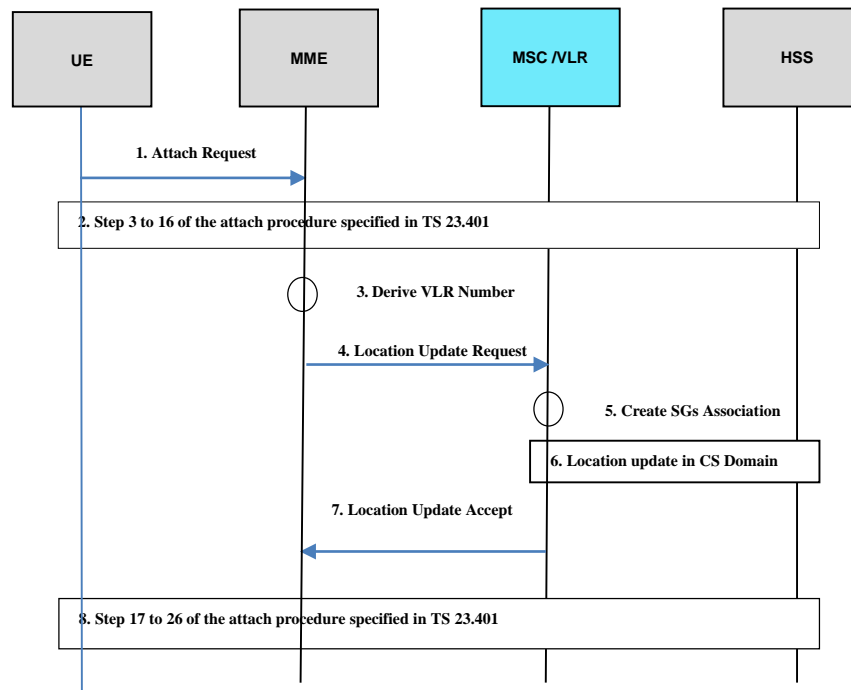 UE
MME
MSC /VLR
HSS
1. Attach Request
2. Step 3 to 16 of the attach procedure specified in TS 23.401
3. Derive VLR Number
4. Location Update Request
5. Create SGs Association
6. Location update in CS Domain
7. Location Update Accept
8. Step 17 to 26 of the attach procedure specified in TS 23.401